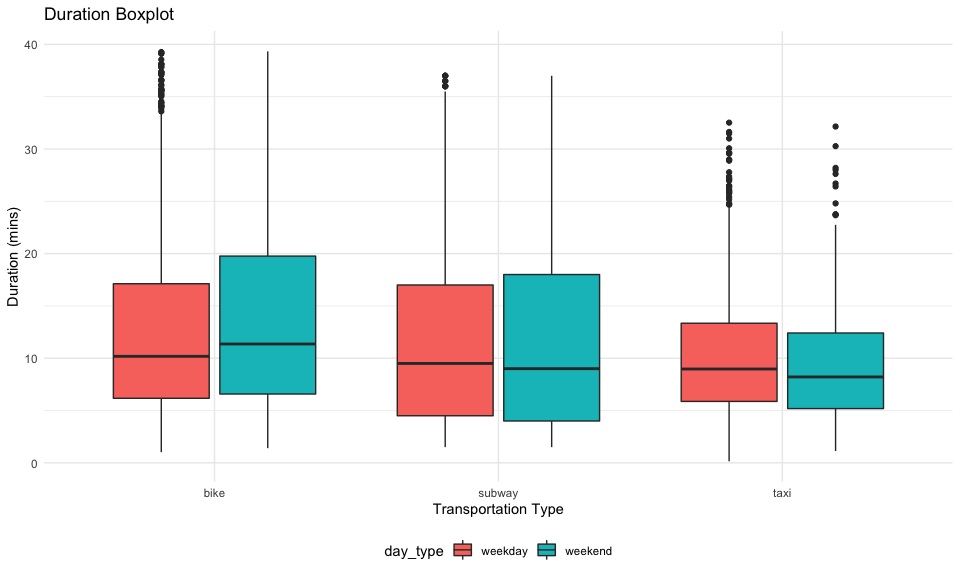 Duration Boxplot
Duration (mins)
40
30
20
10
0
bike subway taxi
Transportation Type
day_type weekday weekend